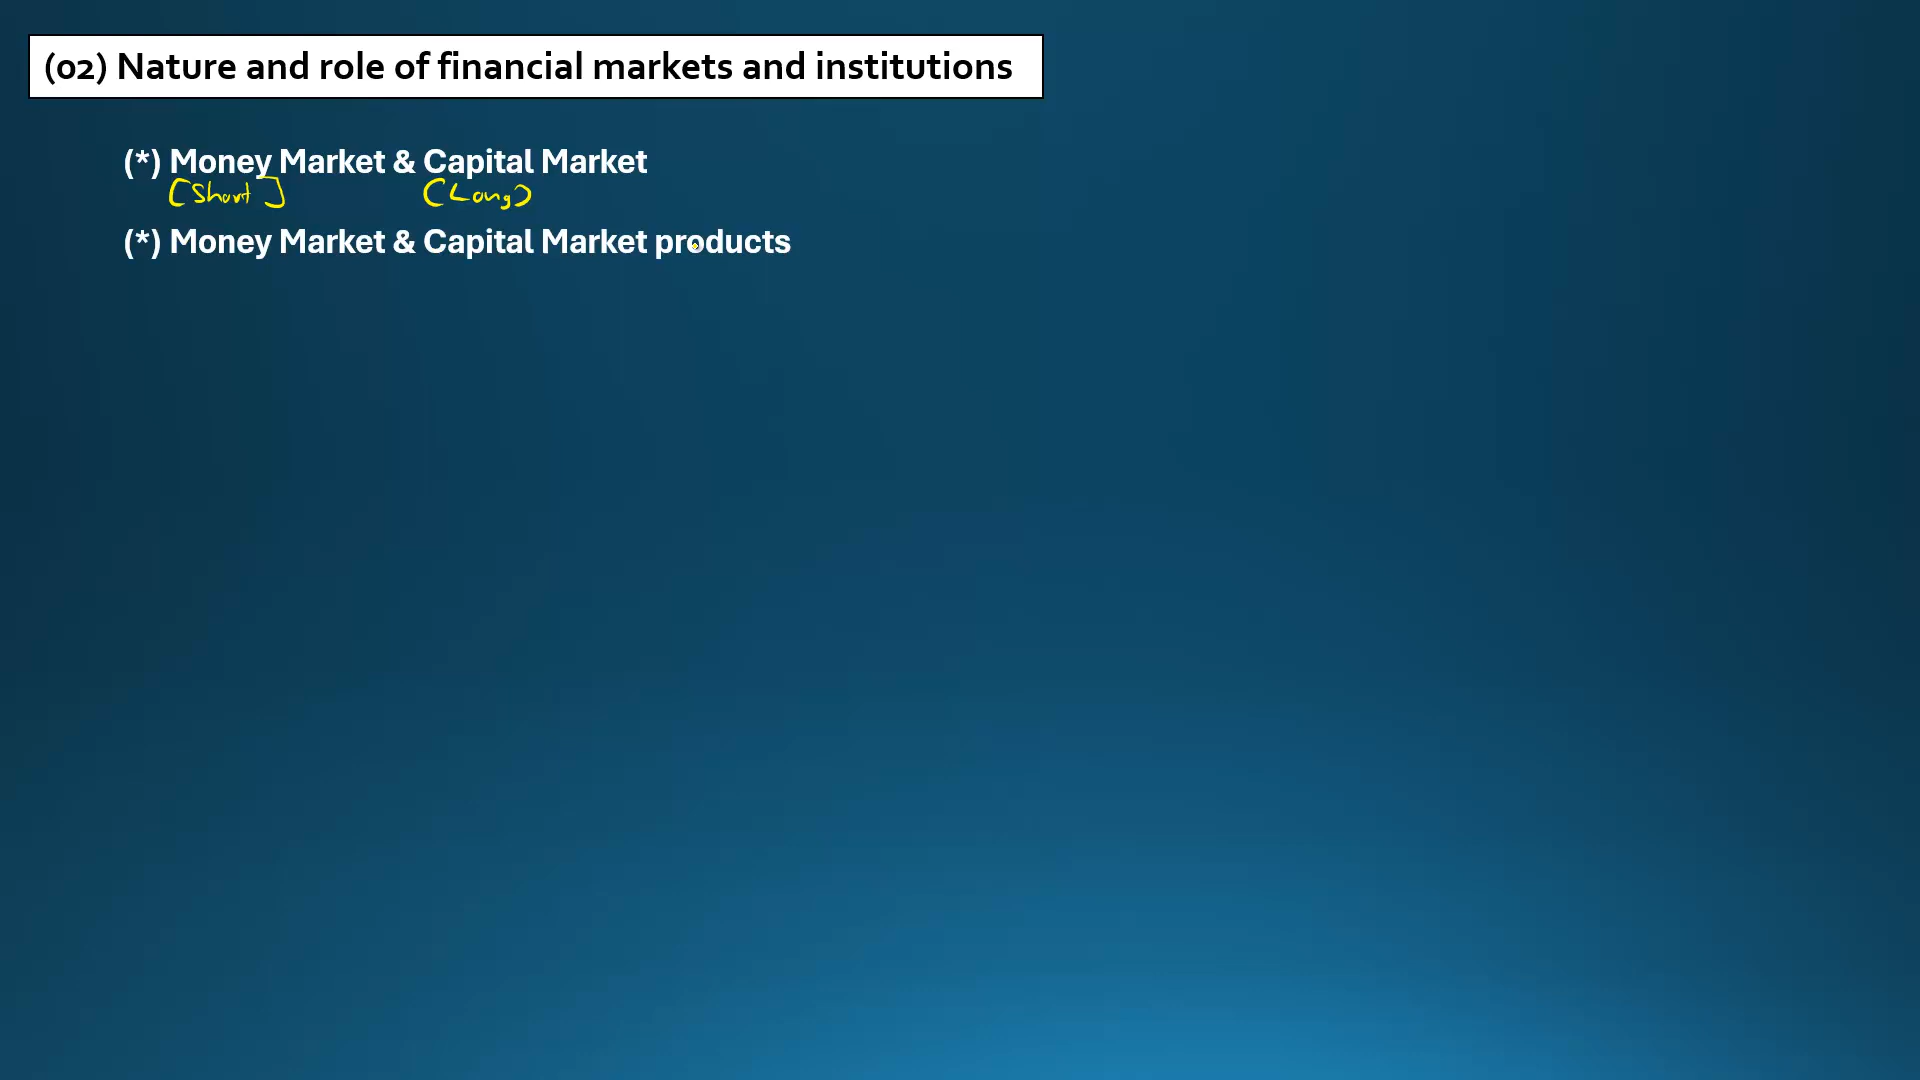 (02) Nature and role of financial markets and institutions
(*) Money Market & Capital Market
[Short] (Long)
(*) Money Market & Capital Market products